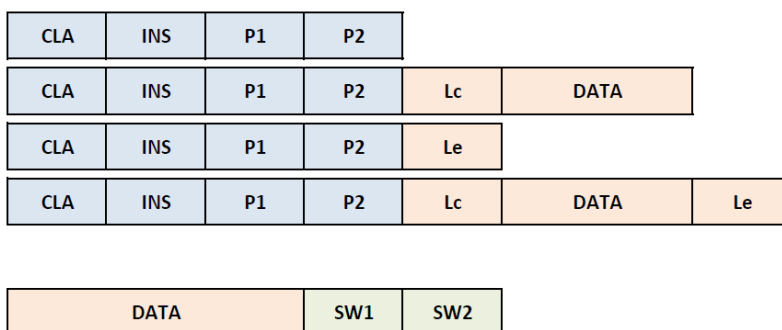 CLA INS P1 P2
CLA INS P1 P2 Lc DATA
CLA INS P1 P2 Le
CLA INS P1 P2 Lc DATA Le
DATA SW1 SW2